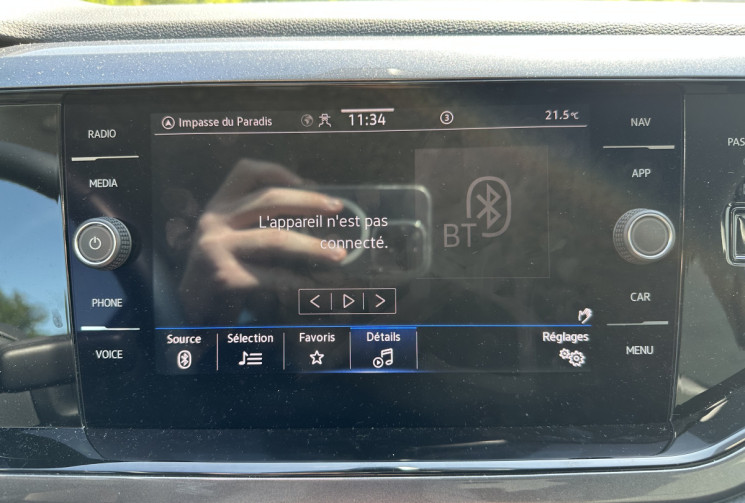 RADIO
MEDIA
PHONE
VOICE
Impasse du Paradis
11:34
3
21.5°C
L'appareil n'est pas
connecté.
BT
Source
Sélection
Favoris
Détails
Réglages
NAV
APP
CAR
MENU
PAS